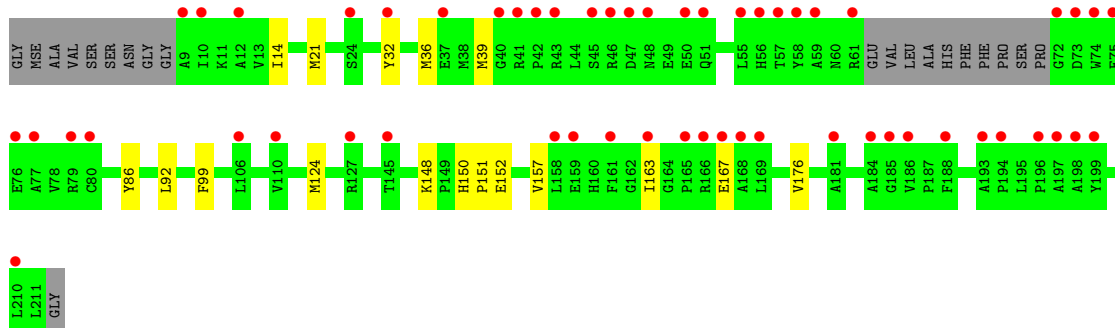 GLY MSE ALA VAL SER SER ASN GLY GLY A9 I10 K11 A12 V13 I14 M21 S24 Y32 M36 E37 M38 M39 G40 R41 P42 R43 L44 S45 R46 D47 N48 E49 E50 Q51 L55 H56 T57 Y58 A59 N60 R61 GLU VAL LEU ALA HIS PHE PHE PRO SER PRO G72 D73 W74 E75
E76 A77 V78 R79 C80 Y86 L92 F99 L106 V110 M124 R127 T145 K148 P149 H150 P151 E152 V157 L158 E159 H160 F161 G162 I163 G164 P165 R166 E167 A168 L169 V176 A181 A184 G185 V186 P187 F188 A193 P194 L195 P196 A197 A198 Y199
L210 L211 GLY